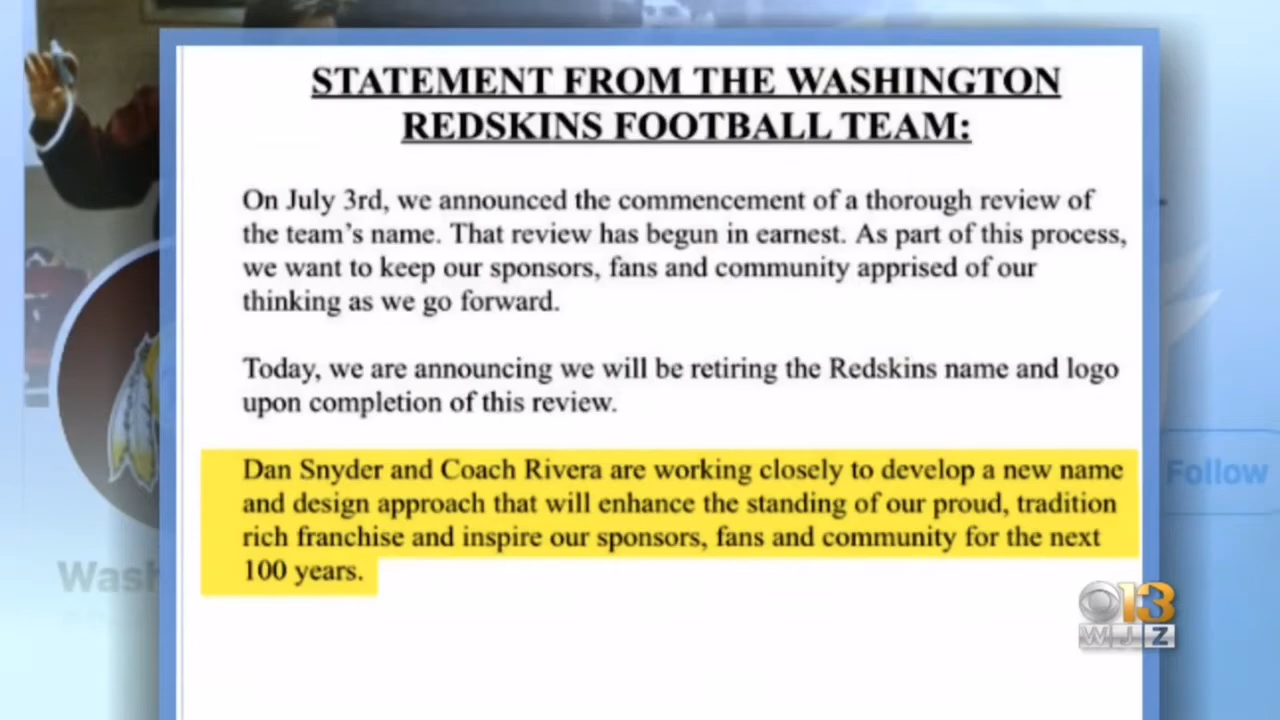 STATEMENT FROM THE WASHINGTON
REDSKINS FOOTBALL TEAM:
On July 3rd, we announced the commencement of a thorough review of
the team's name. That review has begun in earnest. As part of this process,
we want to keep our sponsors, fans and community apprised of our
thinking as we go forward.
Today, we are announcing we will be retiring the Redskins name and logo
upon completion of this review.
Dan Snyder and Coach Rivera are working closely to develop a new name
and design approach that will enhance the standing of our proud, tradition
rich franchise and inspire our sponsors, fans and community for the next
100 years.
Follow
Wash
13
WJZ